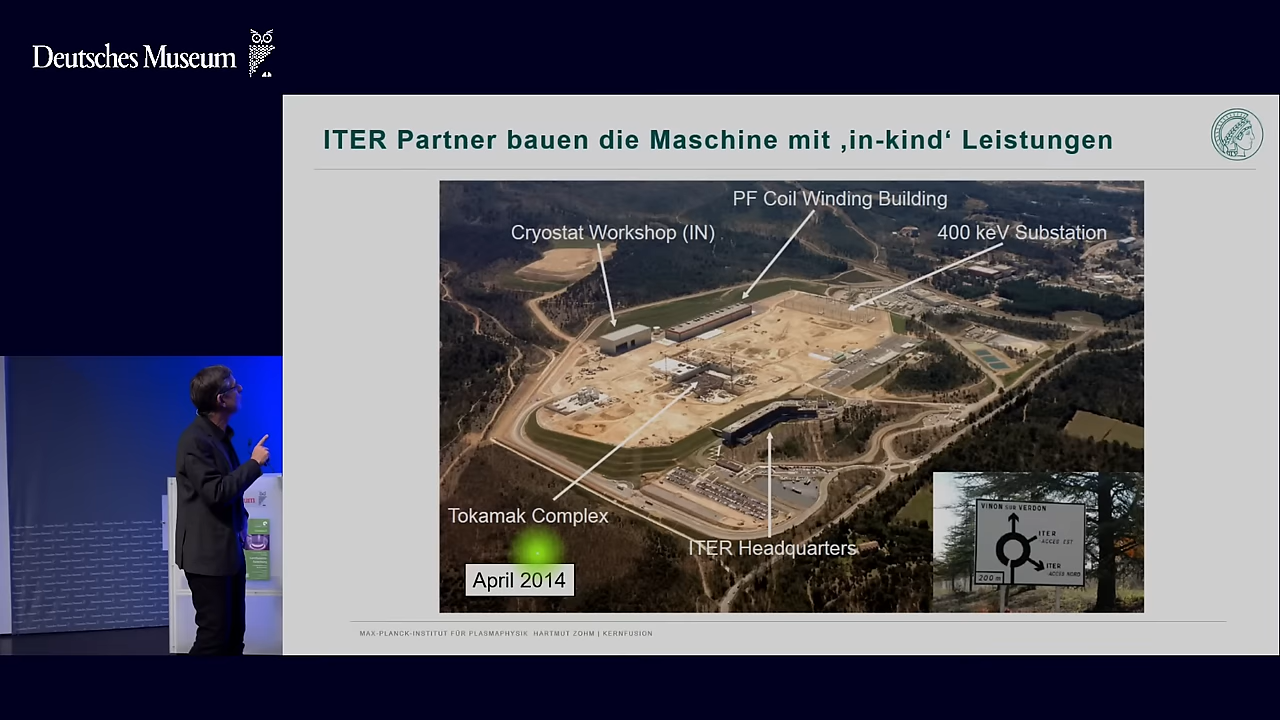 Deutsches Museum
ITER Partner bauen die Maschine mit ‚in-kind‘ Leistungen
PF Coil Winding Building
Cryostat Workshop (IN)
400 keV Substation
Tokamak Complex
ITER Headquarters
April 2014
VINON SUR VERDON
ITER
ACCÈS EST
ITER
ACCÈS NORD
200 m
MAX-PLANCK-INSTITUT FÜR PLASMAPHYSIK HARTMUT ZOHM | KERNFUSION